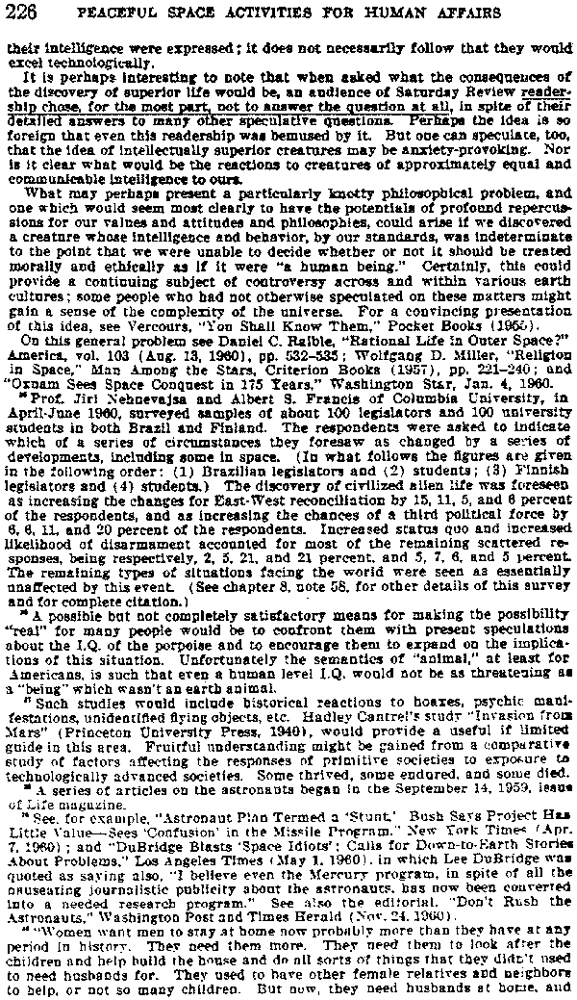 226 PEACEFUL SPACE ACTIVITIES FOR HUMAN AFFAIRS
their intelligence were expressed; it does not necessarily follow that they would
excel technologically.
It is perhaps interesting to note that when asked what the consequences of
the discovery of superior life would be, an audience of Saturday Review reader-
ship chose, for the most part, not to answer the question at all, in spite of their
detailed answers to many other speculative questions. Perhaps the idea is so
foreign that even this readership was bemused by it. But one can speculate, too,
that the idea of intellectually superior creatures may be anxiety-provoking. Nor
is it clear what would be the reactions to creatures of approximately equal and
communicable intelligence to ours.
What may perhaps present a particularly knotty philosophical problem, and
one which would seem most clearly to have the potentials of profound repercus-
sions for our values and attitudes and philosophies, could arise if we discovered
a creature whose intelligence and behavior, by our standards, was indeterminate
to the point that we were unable to decide whether or not it should be treated
morally and ethically as if it were "a human being." Certainly, this could
provide a continuing subject of controversy across and within various earth
cultures; some people who had not otherwise speculated on these matters might
gain a sense of the complexity of the universe. For a convincing presentation
of this idea, see Vercours, "You Shall Know Them," Pocket Books (1955).
On this general problem see Daniel C. Raible, "Rational Life in Outer Space?"
America, vol. 103 (Aug. 13, 1960), pp. 532-535; Wolfgang D. Miller, "Religion
in Space," Man Among the Stars, Criterion Books (1957), pp. 221-240; and
"Oxnam Sees Space Conquest in 175 Years," Washington Star, Jan. 4, 1960.
Prof. Jiri Nehnevajsa and Albert S. Francis of Columbia University, in
April-June 1960, surveyed samples of about 100 legislators and 100 university
students in both Brazil and Finland. The respondents were asked to indicate
which of a series of circumstances they foresaw as changed by a series of
developments, including some in space. (In what follows the figures are given
in the following order: (1) Brazilian legislators and (2) students; (3) Finnish
legislators and (4) students.) The discovery of civilized alien life was foreseen
as increasing the changes for East-West reconciliation by 15, 11, 5, and 6 percent
of the respondents, and as increasing the chances of a third political force by
6, 6, 11, and 20 percent of the respondents. Increased status quo and increased
likelihood of disarmament accounted for most of the remaining scattered re-
sponses, being respectively, 2, 5, 21, and 21 percent, and 5, 7, 6, and 5 percent.
The remaining types of situations facing the world were seen as essentially
unaffected by this event. (See chapter 8, note 58, for other details of this survey
and for complete citation.)
A possible but not completely satisfactory means for making the possibility
"real" for many people would be to confront them with present speculations
about the I.Q. of the porpoise and to encourage them to expand on the implica-
tions of this situation. Unfortunately the semantics of "animal," at least for
Americans, is such that even a human level I.Q. would not be as threatening as
a "being" which wasn't an earth animal.
Such studies would include historical reactions to hoaxes, psychic mani-
festations, unidentified flying objects, etc. Hadley Cantrel's study "Invasion from
Mars" (Princeton University Press, 1940), would provide a useful if limited
guide in this area. Fruitful understanding might be gained from a comparative
study of factors affecting the responses of primitive societies to exposure to
technologically advanced societies. Some thrived, some endured, and some died.
A series of articles on the astronauts began in the September 14, 1959, issue
of Life magazine.
See, for example, "Astronaut Plan Termed a 'Stunt.' Bush Says Project Has
Little Value—Sees 'Confusion' in the Missile Program," New York Times (Apr.
7, 1960); and "DuBridge Blasts 'Space Idiots'; Calls for Down-to-Earth Stories
About Problems," Los Angeles Times (May 1, 1960), in which Lee DuBridge was
quoted as saying also, "I believe even the Mercury program, in spite of all the
nauseating journalistic publicity about the astronauts, has now been converted
into a needed research program." See also the editorial, "Don't Rush the
Astronauts," Washington Post and Times Herald (Nov. 24, 1960).
"Women want men to stay at home now probably more than they have at any
period in history. They need them more. They need them to look after the
children and help build the house and do all sorts of things that they didn't used
to need husbands for. They used to have other female relatives and neighbors
to help, or not so many children. But now, they need husbands at home, and